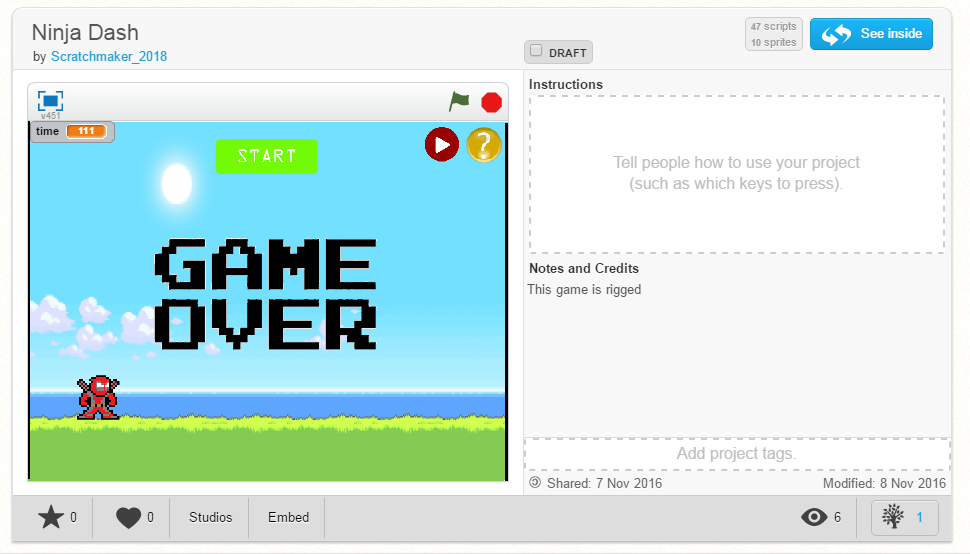 Ninja Dash
by Scratchmaker_2018
DRAFT
47 scripts
10 sprites
See inside
v451
time 111
START
?
GAME
OVER
Instructions
Tell people how to use your project
(such as which keys to press).
Notes and Credits
This game is rigged
Add project tags.
Shared: 7 Nov 2016 Modified: 8 Nov 2016
0 0 Studios Embed 6 1